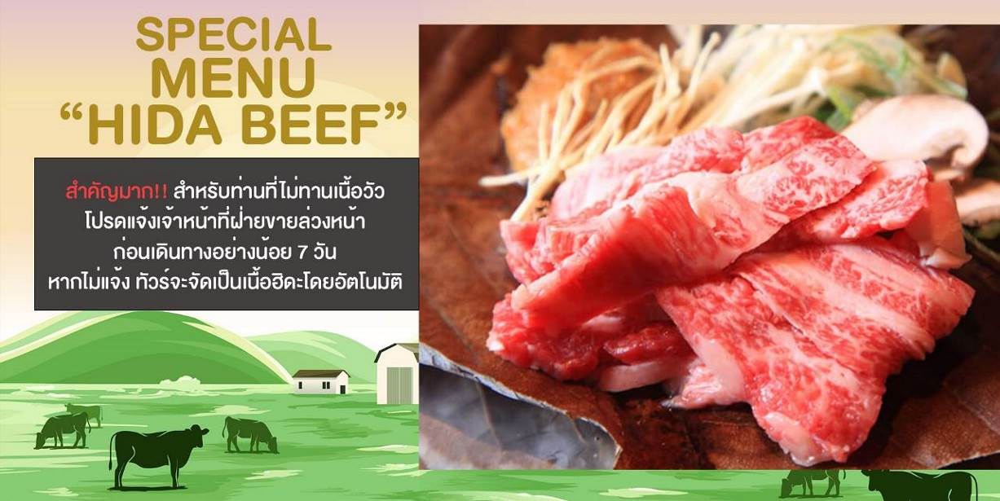 SPECIAL
MENU
“HIDA BEEF”
สำคัญมาก!! สำหรับท่านที่ไม่ทานเนื้อวัว
โปรดแจ้งเจ้าหน้าที่ฝ่ายขายล่วงหน้า
ก่อนเดินทางอย่างน้อย 7 วัน
หากไม่แจ้ง ทัวร์จะจัดเป็นเนื้อฮิดะโดยอัตโนมัติ